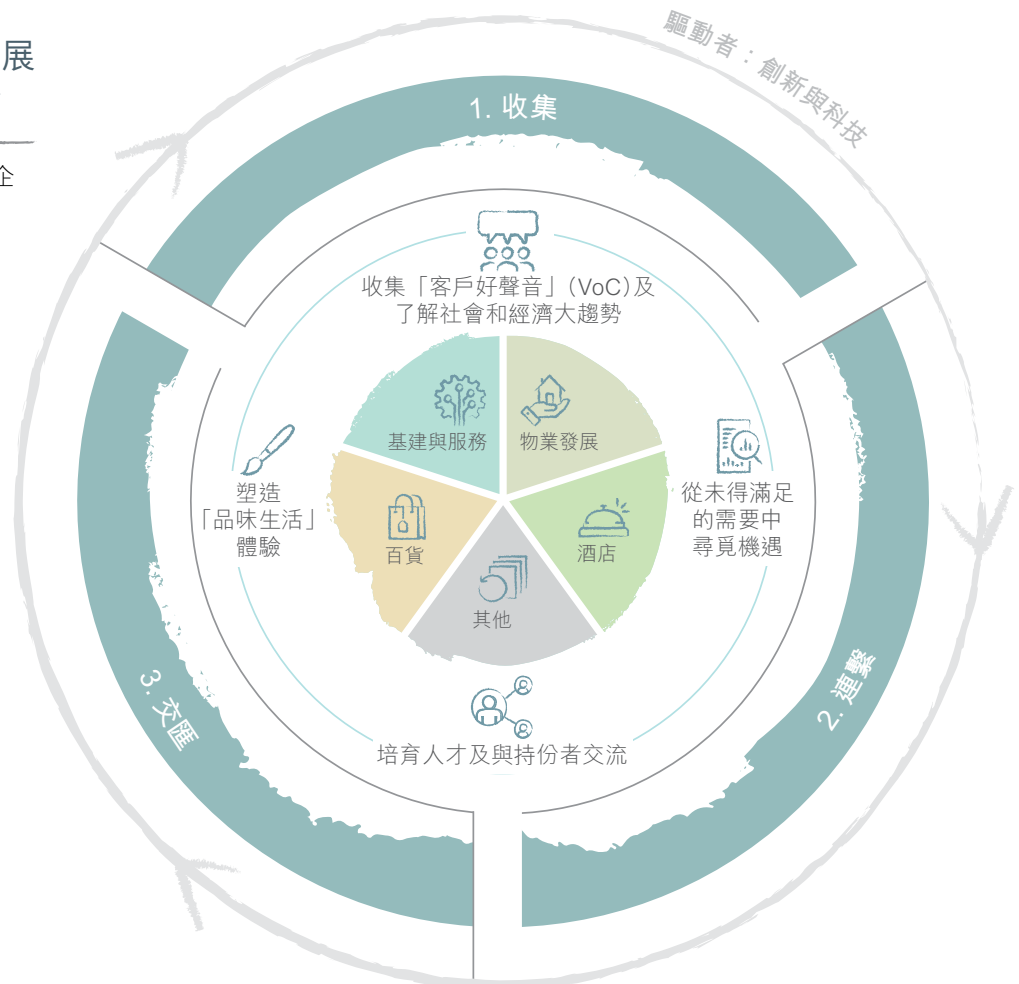 展
企
驅動者：創新與科技
1. 收集
收集「客戶好聲音」（VoC）及
了解社會和經濟大趨勢
基建與服務
物業發展
塑造
「品味生活」
體驗
百貨
酒店
從未得滿足
的需要中
尋覓機遇
其他
3. 交匯
2. 連繫
培育人才及與持份者交流